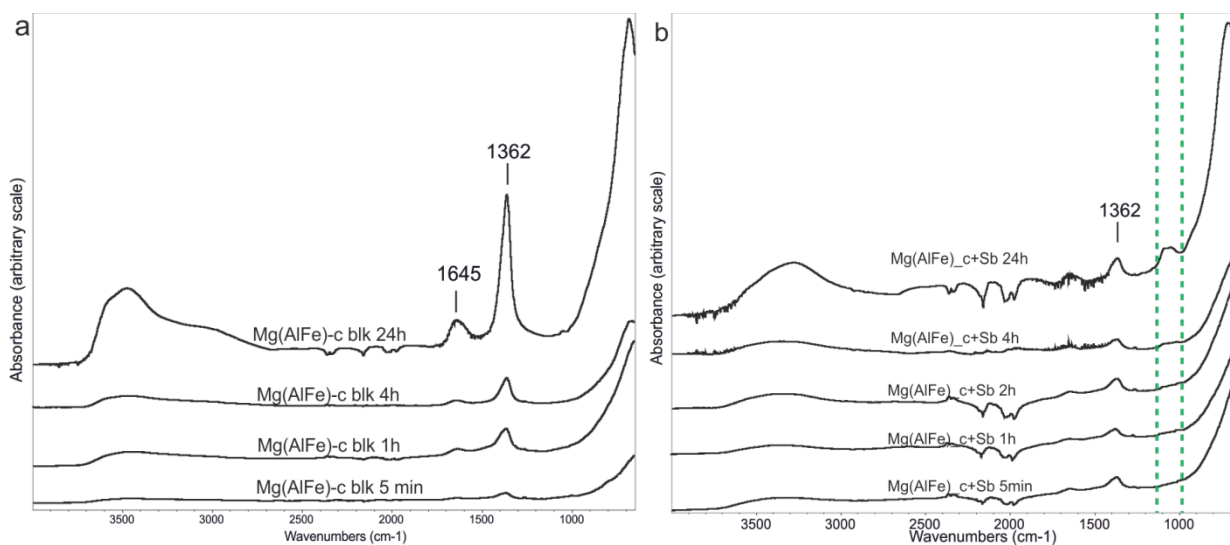 a
1362
1645
Mg(AlFe)-c blk 24h
Mg(AlFe)-c blk 4h
Mg(AlFe)-c blk 1h
Mg(AlFe)-c blk 5 min
Absorbance (arbitrary scale)
3500 3000 2500 2000 1500 1000
Wavenumbers (cm-1)
b
1362
Mg(AlFe)_c+Sb 24h
Mg(AlFe)_c+Sb 4h
Mg(AlFe)_c+Sb 2h
Mg(AlFe)_c+Sb 1h
Mg(AlFe)_c+Sb 5min
Absorbance (arbitrary scale)
3500 3000 2500 2000 1500 1000
Wavenumbers (cm-1)